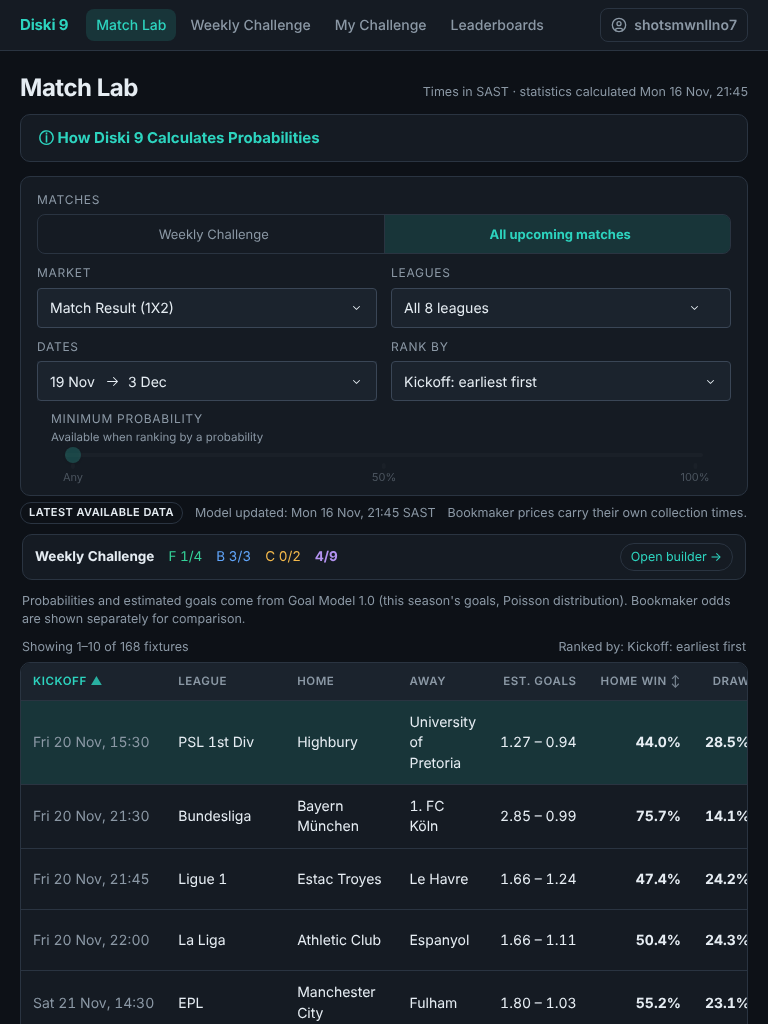 Diski 9 Match Lab Weekly Challenge My Challenge Leaderboards shotsmwnllno7
Match Lab
Times in SAST · statistics calculated Mon 16 Nov, 21:45
ⓘ How Diski 9 Calculates Probabilities
MATCHES
Weekly Challenge All upcoming matches
MARKET LEAGUES
Match Result (1X2) All 8 leagues
DATES RANK BY
19 Nov → 3 Dec Kickoff: earliest first
MINIMUM PROBABILITY
Available when ranking by a probability
Any 50% 100%
LATEST AVAILABLE DATA Model updated: Mon 16 Nov, 21:45 SAST Bookmaker prices carry their own collection times.
Weekly Challenge F 1/4 B 3/3 C 0/2 4/9 Open builder →
Probabilities and estimated goals come from Goal Model 1.0 (this season's goals, Poisson distribution). Bookmaker odds
are shown separately for comparison.
Showing 1–10 of 168 fixtures Ranked by: Kickoff: earliest first
KICKOFF ▲ LEAGUE HOME AWAY EST. GOALS HOME WIN ↕ DRAW
Fri 20 Nov, 15:30 PSL 1st Div Highbury University of Pretoria 1.27 – 0.94 44.0% 28.5%
Fri 20 Nov, 21:30 Bundesliga Bayern München 1. FC Köln 2.85 – 0.99 75.7% 14.1%
Fri 20 Nov, 21:45 Ligue 1 Estac Troyes Le Havre 1.66 – 1.24 47.4% 24.2%
Fri 20 Nov, 22:00 La Liga Athletic Club Espanyol 1.66 – 1.11 50.4% 24.3%
Sat 21 Nov, 14:30 EPL Manchester City Fulham 1.80 – 1.03 55.2% 23.1%